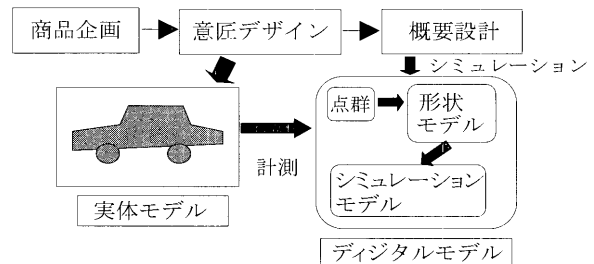 商品企画
意匠デザイン
概要設計
シミュレーション
点群
形状
モデル
計測
シミュレーション
モデル
実体モデル
ディジタルモデル